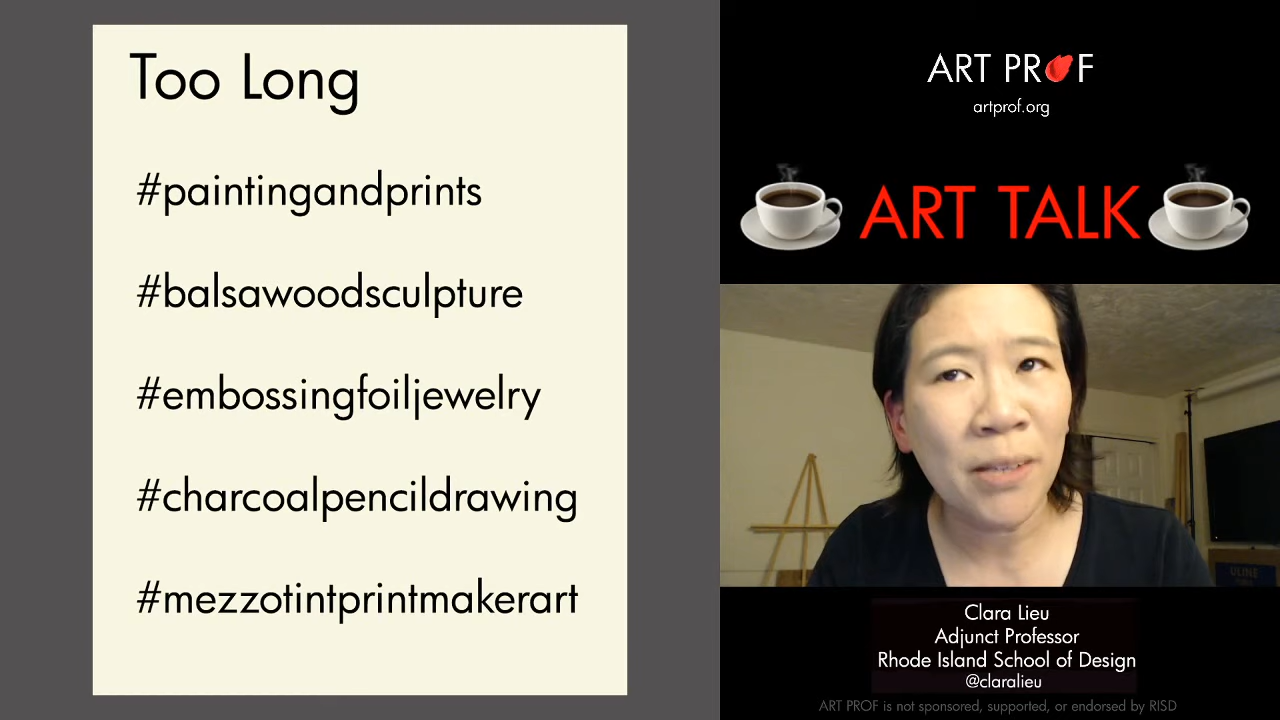 Too Long
#paintingandprints
#balsawoodsculpture
#embossingfoiljewelry
#charcoalpencildrawing
#mezzotintprintmakerart
ART PROF
artprof.org
ART TALK
ULINE
Clara Lieu
Adjunct Professor
Rhode Island School of Design
@claralieu
ART PROF is not sponsored, supported, or endorsed by RISD